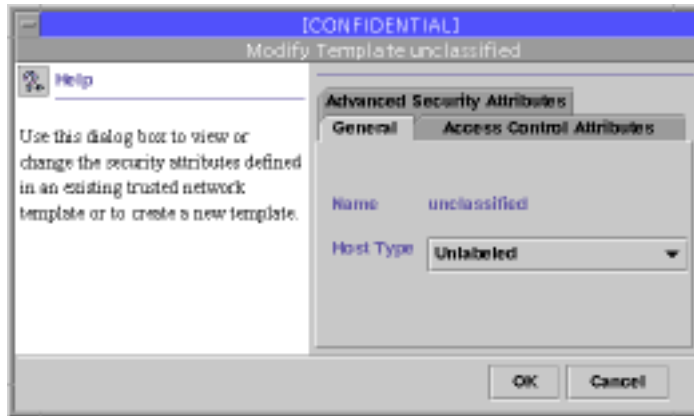 [CONFIDENTIAL]
Modify Template unclassified
Help
Use this dialog box to view or
change the security attributes defined
in an existing trusted network
template or to create a new template.
Advanced Security Attributes
General
Access Control Attributes
Name unclassified
Host Type Unlabeled
OK Cancel